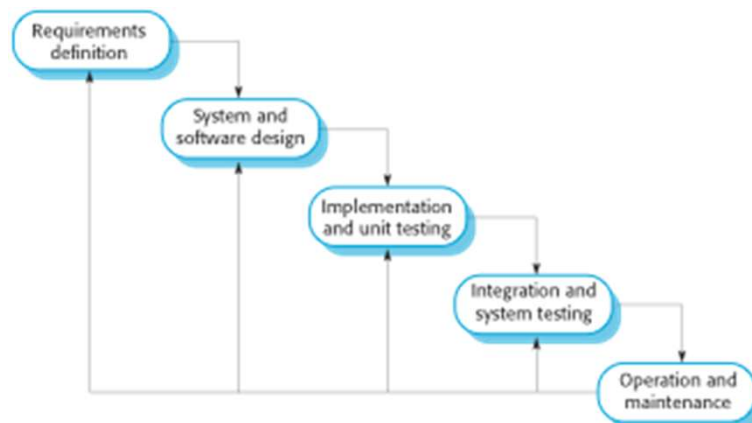 Requirements
definition
System and
software design
Implementation
and unit testing
Integration and
system testing
Operation and
maintenance